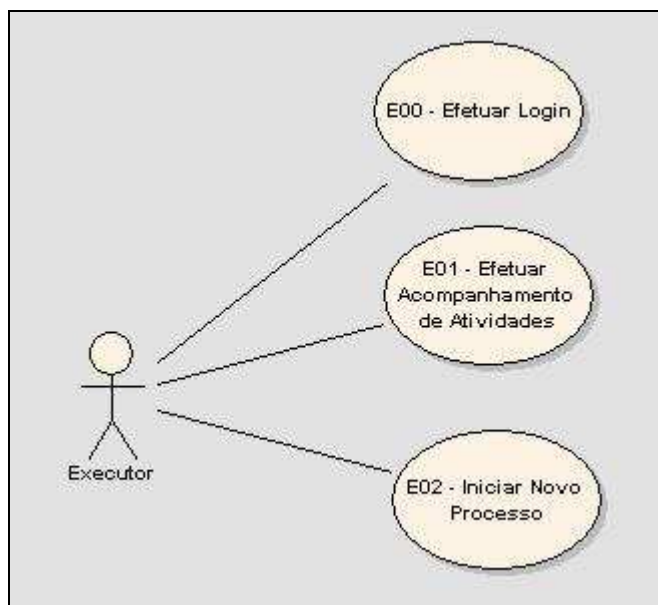 E00 - Efetuar Login
E01 - Efetuar
Acompanhamento
de Atividades
Executor
E02 - Iniciar Novo
Processo